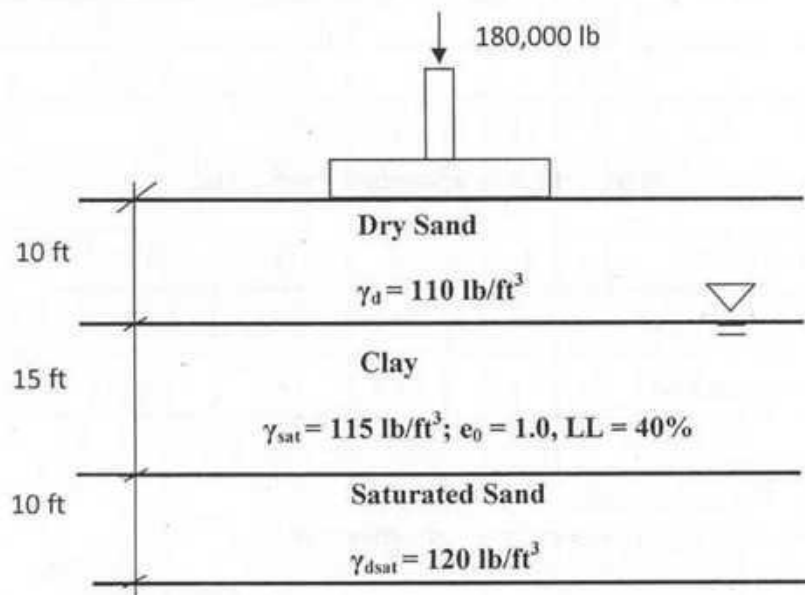 180,000 lb
Dry Sand
10 ft
γd = 110 lb/ft³
Clay
15 ft
γsat = 115 lb/ft³; e0 = 1.0, LL = 40%
Saturated Sand
10 ft
γdsat = 120 lb/ft³